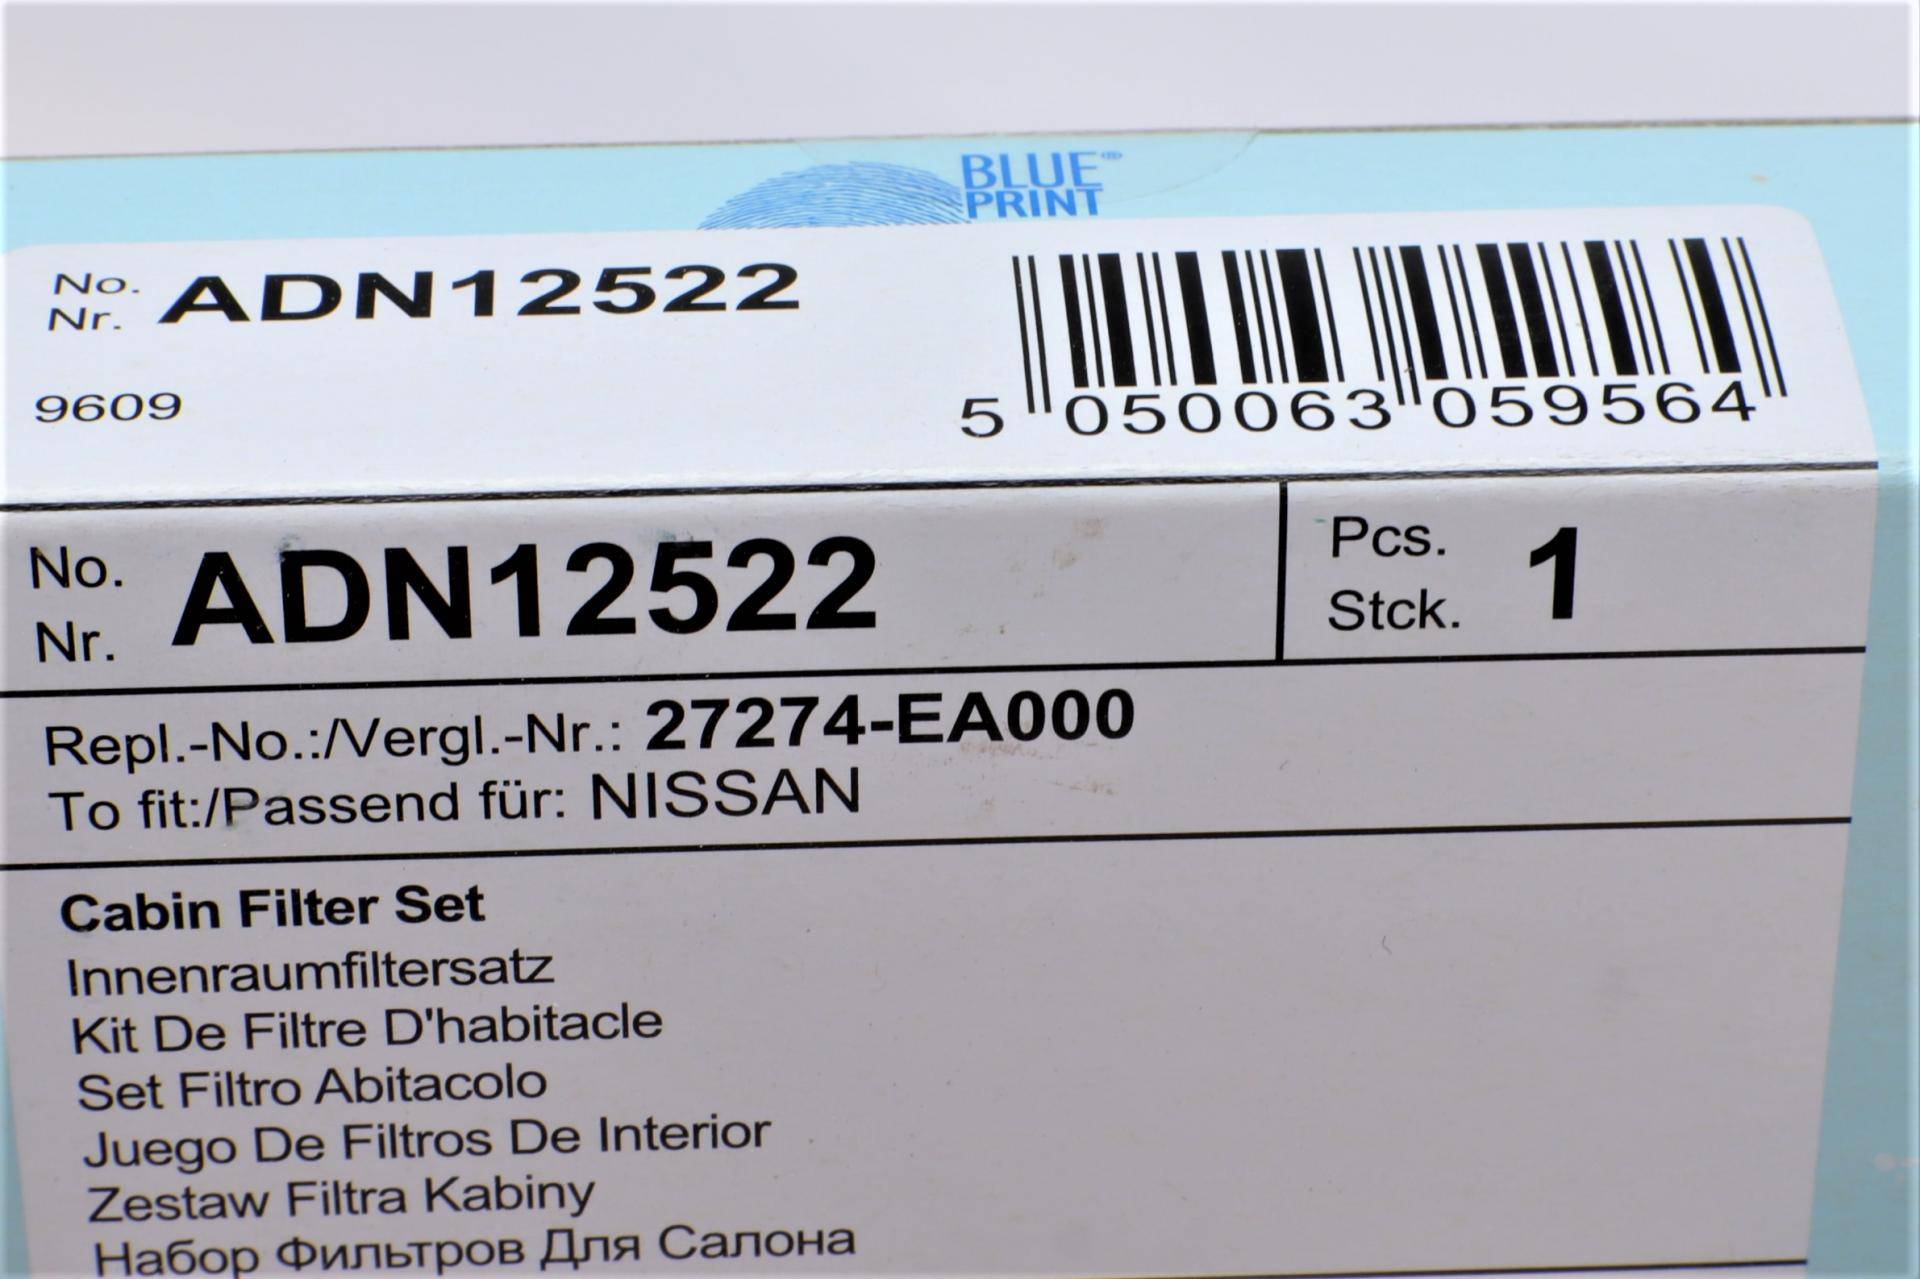 BLUE®
PRINT
No.
Nr. ADN12522
9609
5 050063 059564
No.
Nr. ADN12522
Pcs.
Stck. 1
Repl.-No.:/Vergl.-Nr.: 27274-EA000
To fit:/Passend für: NISSAN
Cabin Filter Set
Innenraumfiltersatz
Kit De Filtre D'habitacle
Set Filtro Abitacolo
Juego De Filtros De Interior
Zestaw Filtra Kabiny
Набор Фильтров Для Салона